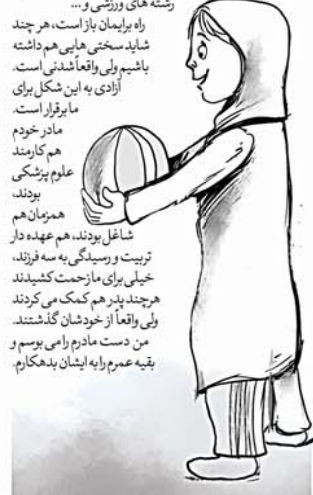 رشته های ورزشی و ...
راه برایمان باز است، هر چند
شاید سختی هایی هم داشته
باشیم ولی واقعاً شدنی است.
آزادی به این شکل برای
ما برقرار است.
مادر خودم
هم کارمند
علوم پزشکی
بودند،
همزمان هم
شاغل بودند، هم عهده دار
تربیت و رسیدگی به سه فرزند،
خیلی برای ما زحمت کشیدند
هرچند پدر هم کمک می کردند
ولی واقعاً از خودشان گذشتند.
من دست مادرم را می بوسم و
بقیه عمرم را به ایشان بدهکارم.